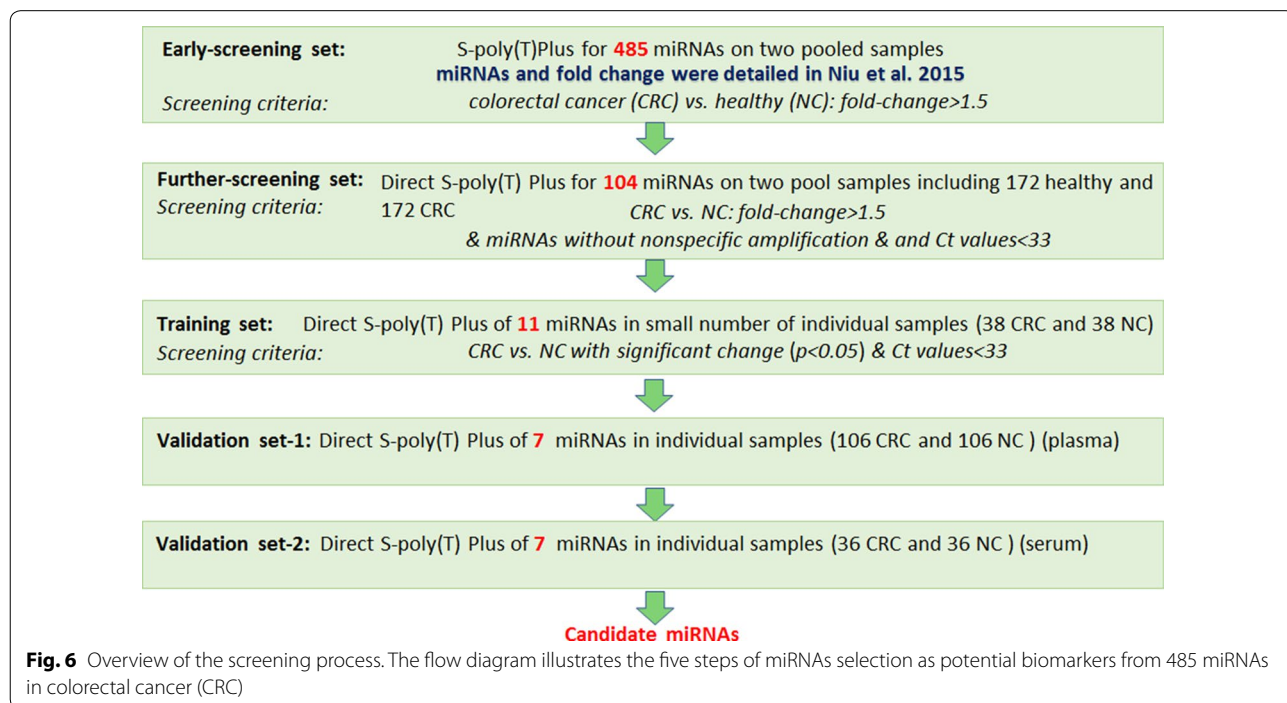 Early-screening set: S-poly(T)Plus for 485 miRNAs on two pooled samples
miRNAs and fold change were detailed in Niu et al. 2015
Screening criteria: colorectal cancer (CRC) vs. healthy (NC): fold-change>1.5
Further-screening set: Direct S-poly(T) Plus for 104 miRNAs on two pool samples including 172 healthy and
Screening criteria: 172 CRC CRC vs. NC: fold-change>1.5
& miRNAs without nonspecific amplification & and Ct values<33
Training set: Direct S-poly(T) Plus of 11 miRNAs in small number of individual samples (38 CRC and 38 NC)
Screening criteria: CRC vs. NC with significant change (p<0.05) & Ct values<33
Validation set-1: Direct S-poly(T) Plus of 7 miRNAs in individual samples (106 CRC and 106 NC ) (plasma)
Validation set-2: Direct S-poly(T) Plus of 7 miRNAs in individual samples (36 CRC and 36 NC ) (serum)
Candidate miRNAs
Fig. 6 Overview of the screening process. The flow diagram illustrates the five steps of miRNAs selection as potential biomarkers from 485 miRNAs
in colorectal cancer (CRC)